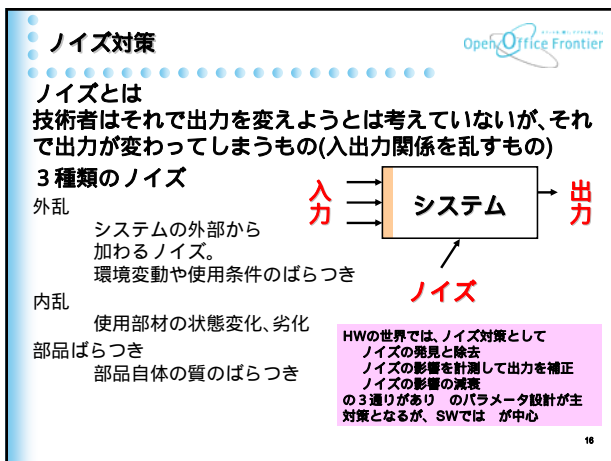 ノイズ対策
Open Office Frontier
ノイズとは
技術者はそれで出力を変えようとは考えていないが、それ
で出力が変わってしまうもの(入出力関係を乱すもの)
3種類のノイズ
外乱
システムの外部から
加わるノイズ。
環境変動や使用条件のばらつき
内乱
使用部材の状態変化、劣化
部品ばらつき
部品自体の質のばらつき
入力
システム
出力
ノイズ
HWの世界では、ノイズ対策として
ノイズの発見と除去
ノイズの影響を計測して出力を補正
ノイズの影響の減衰
の3通りがあり のパラメータ設計が主
対策となるが、SWでは が中心
16